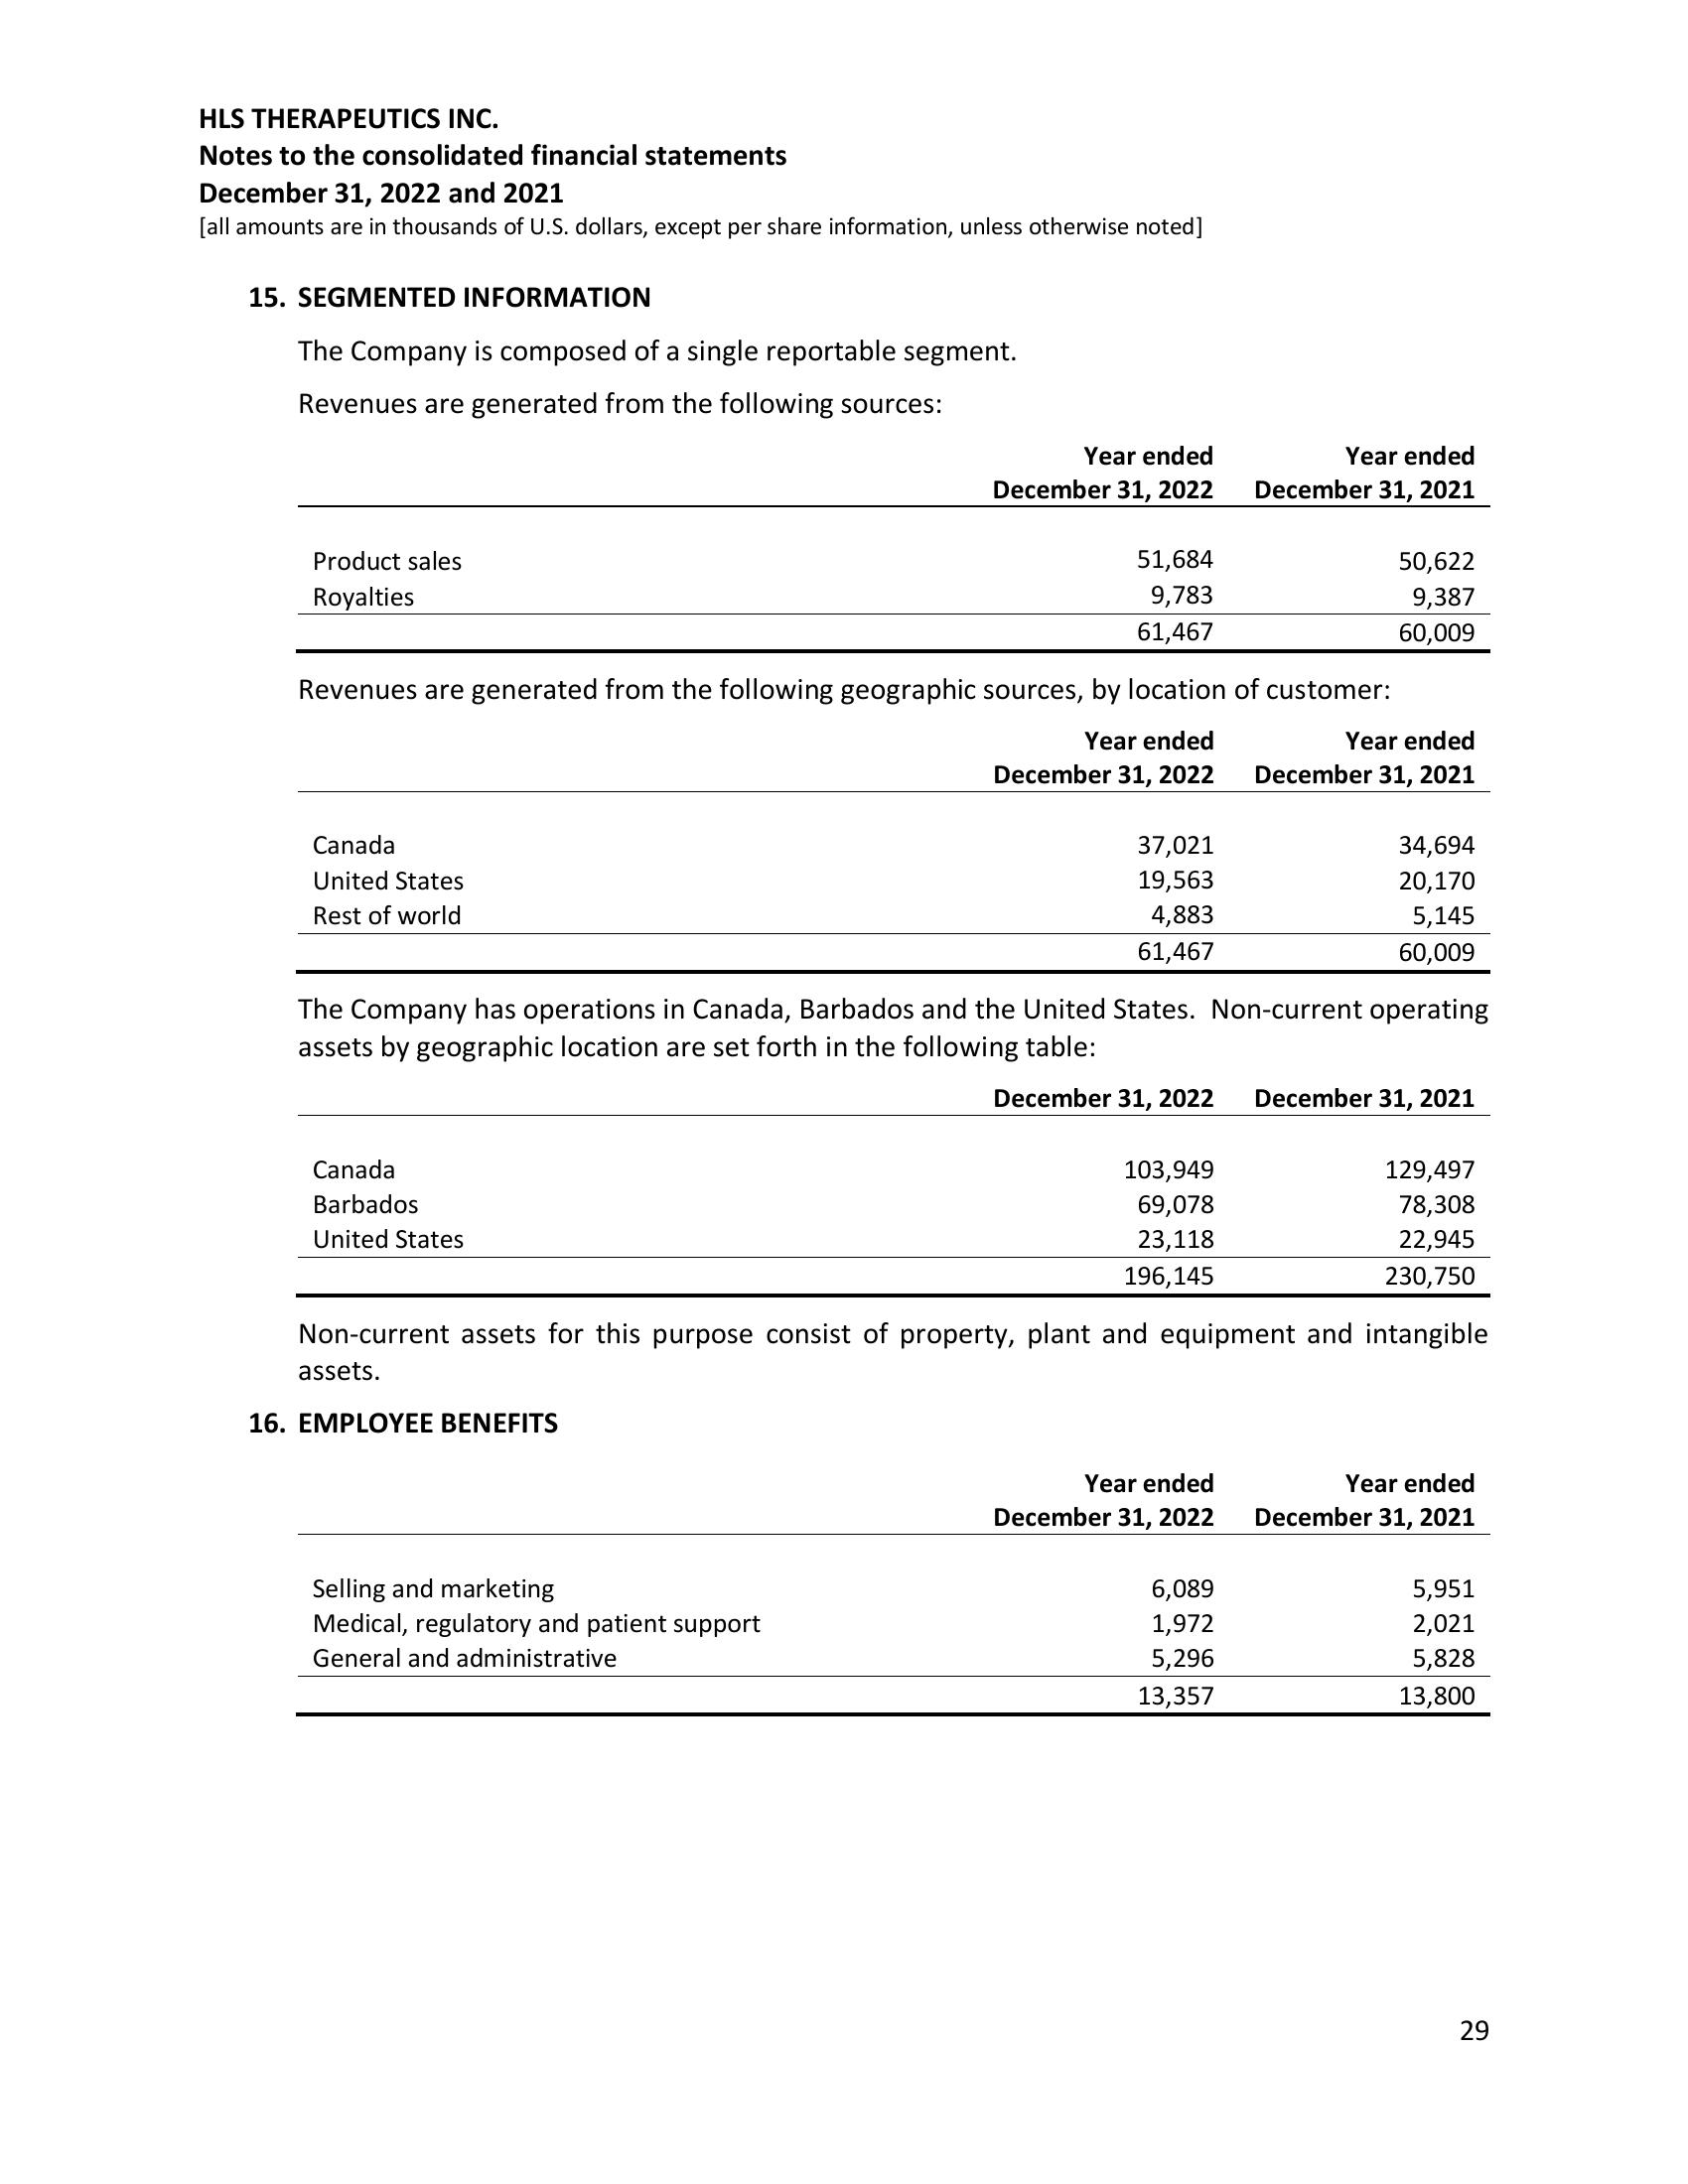 HLS THERAPEUTICS INC.
Notes to the consolidated financial statements
December 31, 2022 and 2021
[all amounts are in thousands of U.S. dollars, except per share information, unless otherwise noted]
15. SEGMENTED INFORMATION
The Company is composed of a single reportable segment.
Revenues are generated from the following sources:
Year ended Year ended
December 31, 2022 December 31, 2021
Product sales 51,684 50,622
Royalties 9,783 9,387
61,467 60,009
Revenues are generated from the following geographic sources, by location of customer:
Year ended Year ended
December 31, 2022 December 31, 2021
Canada 37,021 34,694
United States 19,563 20,170
Rest of world 4,883 5,145
61,467 60,009
The Company has operations in Canada, Barbados and the United States. Non-current operating
assets by geographic location are set forth in the following table:
December 31, 2022 December 31, 2021
Canada 103,949 129,497
Barbados 69,078 78,308
United States 23,118 22,945
196,145 230,750
Non-current assets for this purpose consist of property, plant and equipment and intangible
assets.
16. EMPLOYEE BENEFITS
Year ended Year ended
December 31, 2022 December 31, 2021
Selling and marketing 6,089 5,951
Medical, regulatory and patient support 1,972 2,021
General and administrative 5,296 5,828
13,357 13,800
29